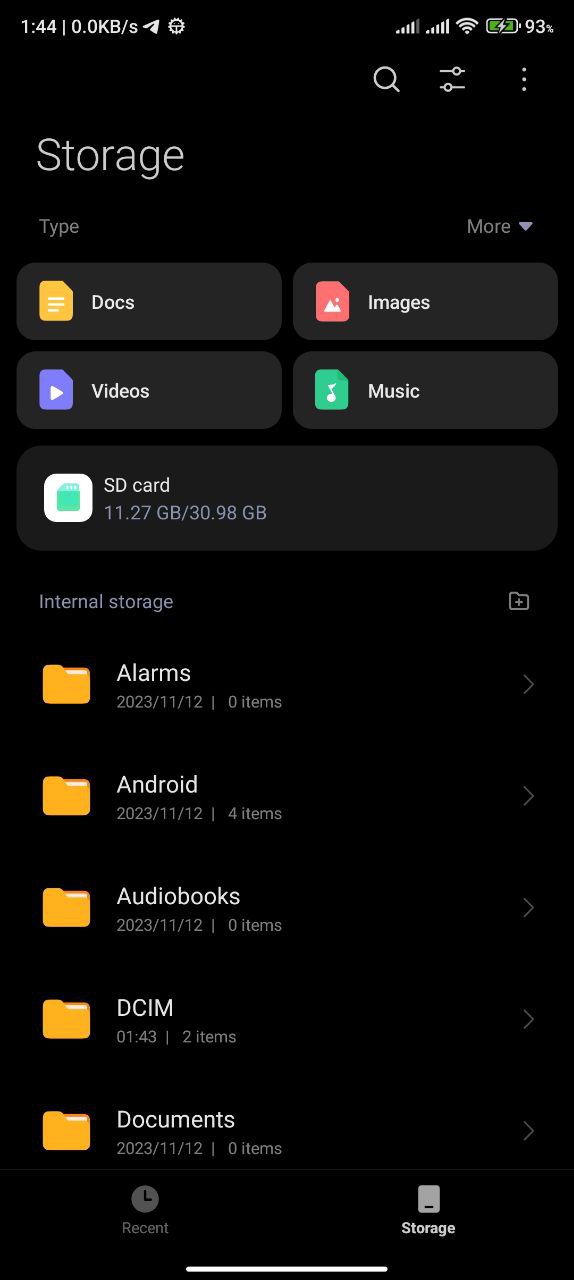 1:44 | 0.0KB/s 93%
Storage
Type More
Docs Images
Videos Music
SD card
11.27 GB/30.98 GB
Internal storage
Alarms
2023/11/12 | 0 items
Android
2023/11/12 | 4 items
Audiobooks
2023/11/12 | 0 items
DCIM
01:43 | 2 items
Documents
2023/11/12 | 0 items
Recent Storage